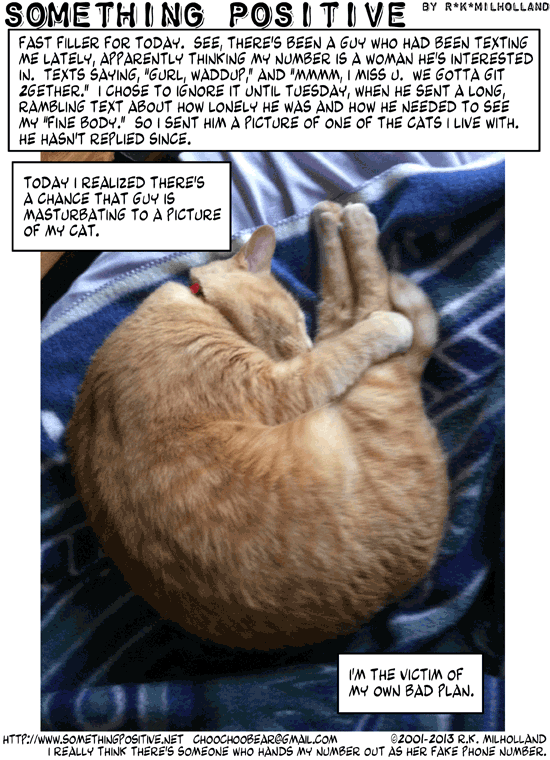 SOMETHING POSITIVE BY R*K*MILHOLLAND
FAST FILLER FOR TODAY. SEE, THERE'S BEEN A GUY WHO HAD BEEN TEXTING
ME LATELY, APPARENTLY THINKING MY NUMBER IS A WOMAN HE'S INTERESTED
IN. TEXTS SAYING, "GURL, WADDUP," AND "MMMM, I MISS U. WE GOTTA GIT
2GETHER." I CHOSE TO IGNORE IT UNTIL TUESDAY, WHEN HE SENT A LONG,
RAMBLING TEXT ABOUT HOW LONELY HE WAS AND HOW HE NEEDED TO SEE
MY "FINE BODY." SO I SENT HIM A PICTURE OF ONE OF THE CATS I LIVE WITH.
HE HASN'T REPLIED SINCE.
TODAY I REALIZED THERE'S
A CHANCE THAT GUY IS
MASTURBATING TO A PICTURE
OF MY CAT.
I'M THE VICTIM OF
MY OWN BAD PLAN.
HTTP://WWW.SOMETHINGPOSITIVE.NET CHOOCHOOBEAR@GMAIL.COM ©2001-2013 R.K. MILHOLLAND
I REALLY THINK THERE'S SOMEONE WHO HANDS MY NUMBER OUT AS HER FAKE PHONE NUMBER.